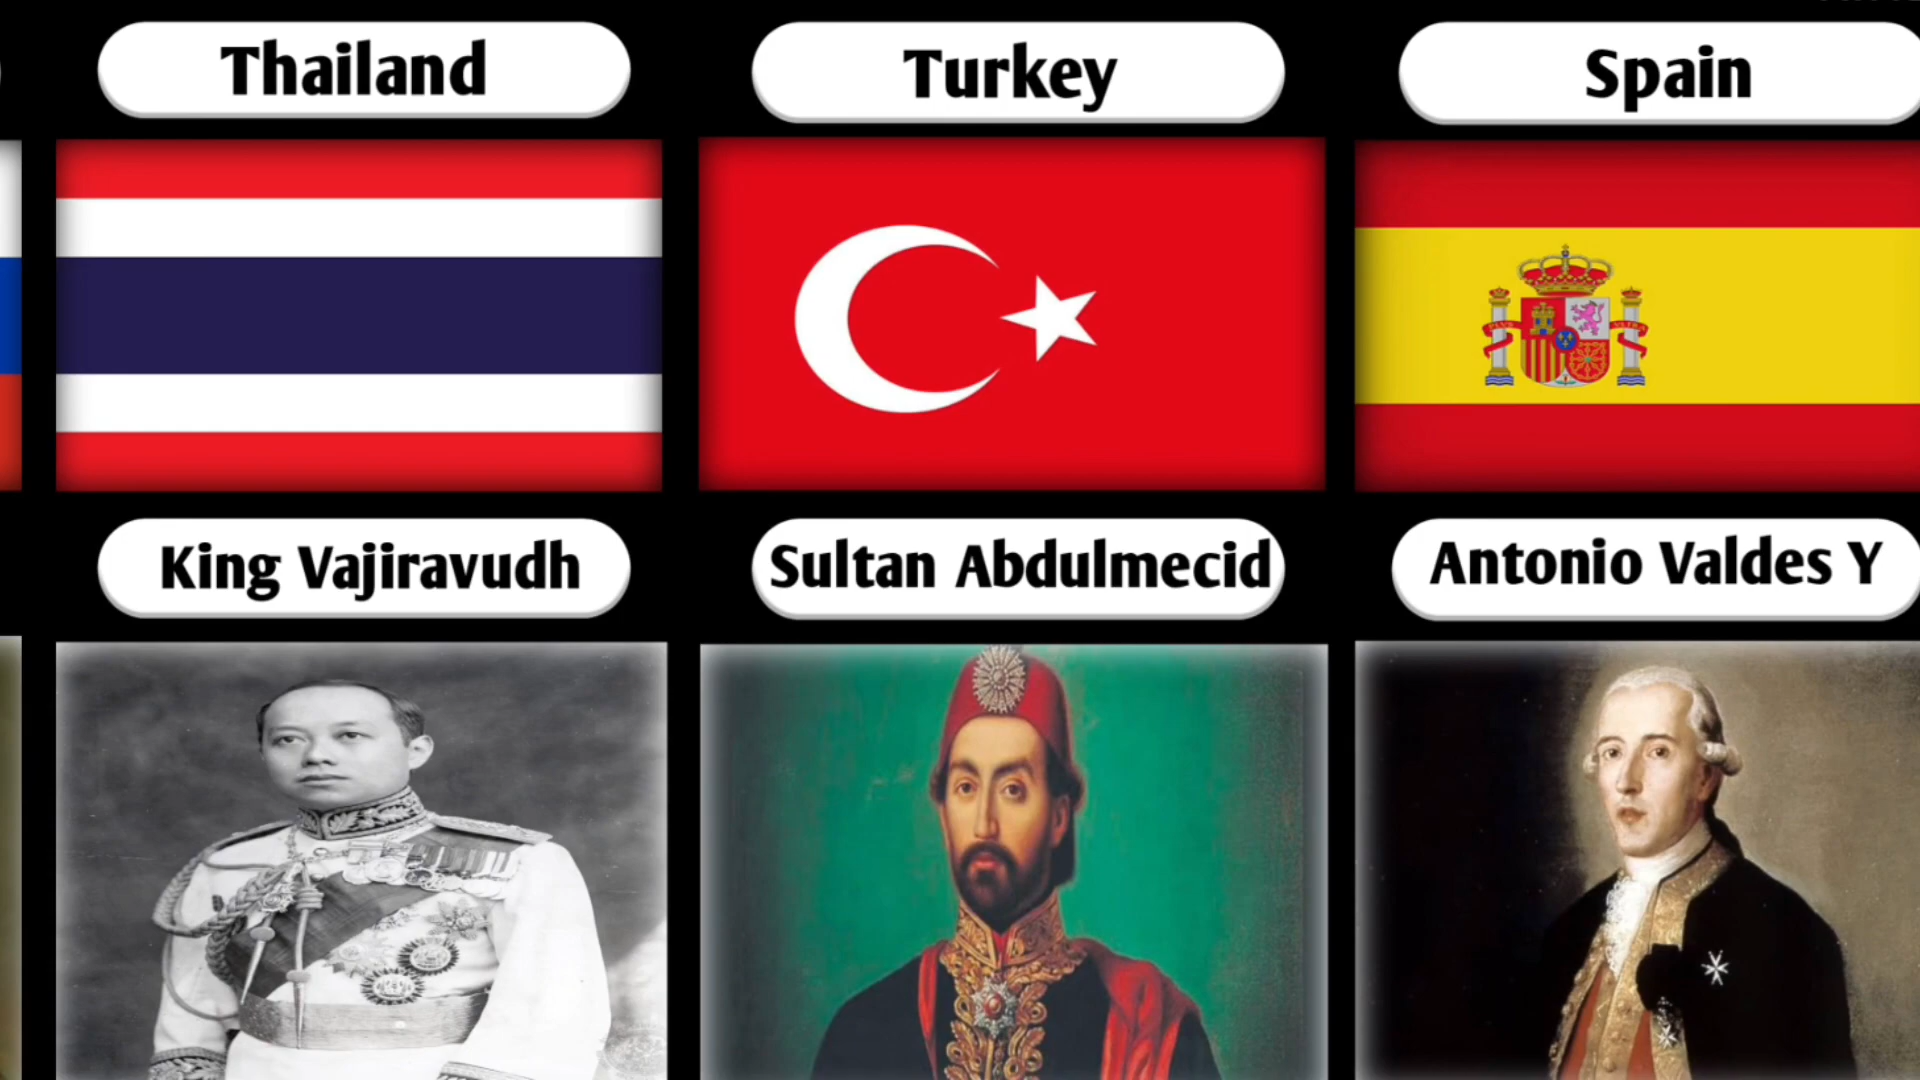 Thailand
Turkey
Spain
King Vajiravudh
Sultan Abdulmecid
Antonio Valdes Y